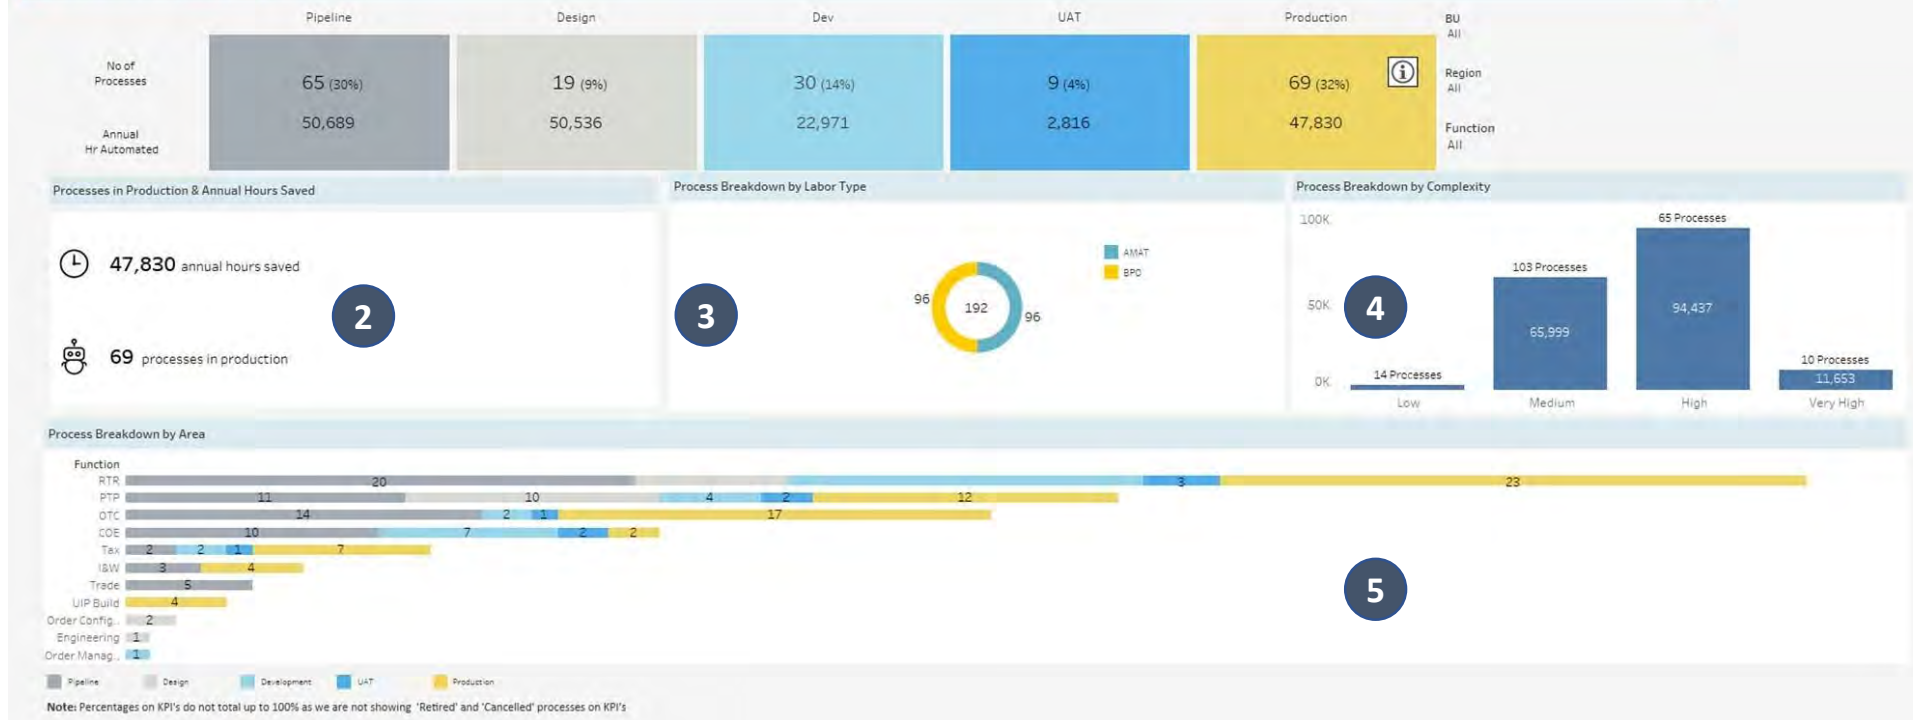 Pipeline Design Dev UAT Production
BU
All
No of
Processes
65 (30%) 19 (9%) 30 (14%) 9 (4%) 69 (32%)
Region
All
Annual
Hr Automated
50,689 50,536 22,971 2,816 47,830
Function
All
Processes in Production & Annual Hours Saved
47,830 annual hours saved
2
69 processes in production
Process Breakdown by Labor Type
3
AMAT
BPO
96 192 96
Process Breakdown by Complexity
100K
50K
0K
4
14 Processes
103 Processes
65,999
65 Processes
94,437
10 Processes
11,653
Low Medium High Very High
Process Breakdown by Area
Function
RTR 20 3 23
PTP 11 10 4 2 12
OTC 14 2 1 17
COE 10 7 2 2
Tax 2 2 1 7
I&W 3 4
Trade 5
UIP Build 4
Order Config..  2
Engineering 1
Order Manag.. 1
5
Pipeline Design Development UAT Production
Note: Percentages on KPI's do not total up to 100% as we are not showing 'Retired' and 'Cancelled' processes on KPI's